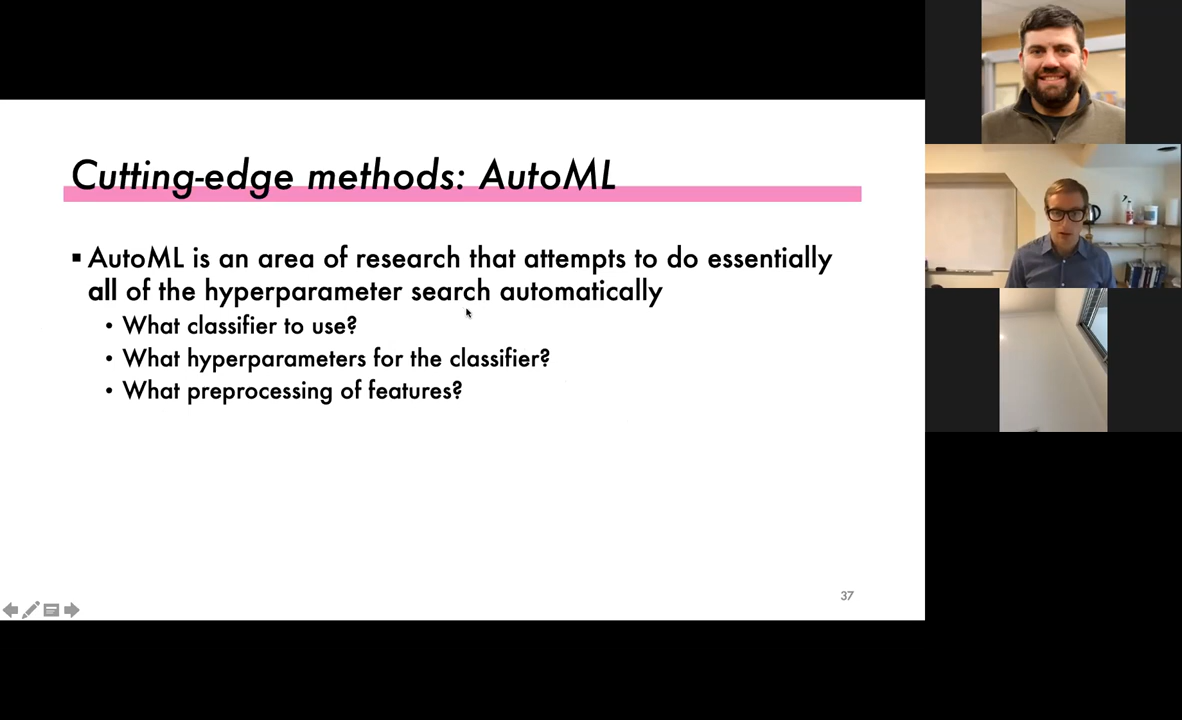 Cutting-edge methods: AutoML
▪ AutoML is an area of research that attempts to do essentially
all of the hyperparameter search automatically
• What classifier to use?
• What hyperparameters for the classifier?
• What preprocessing of features?
37